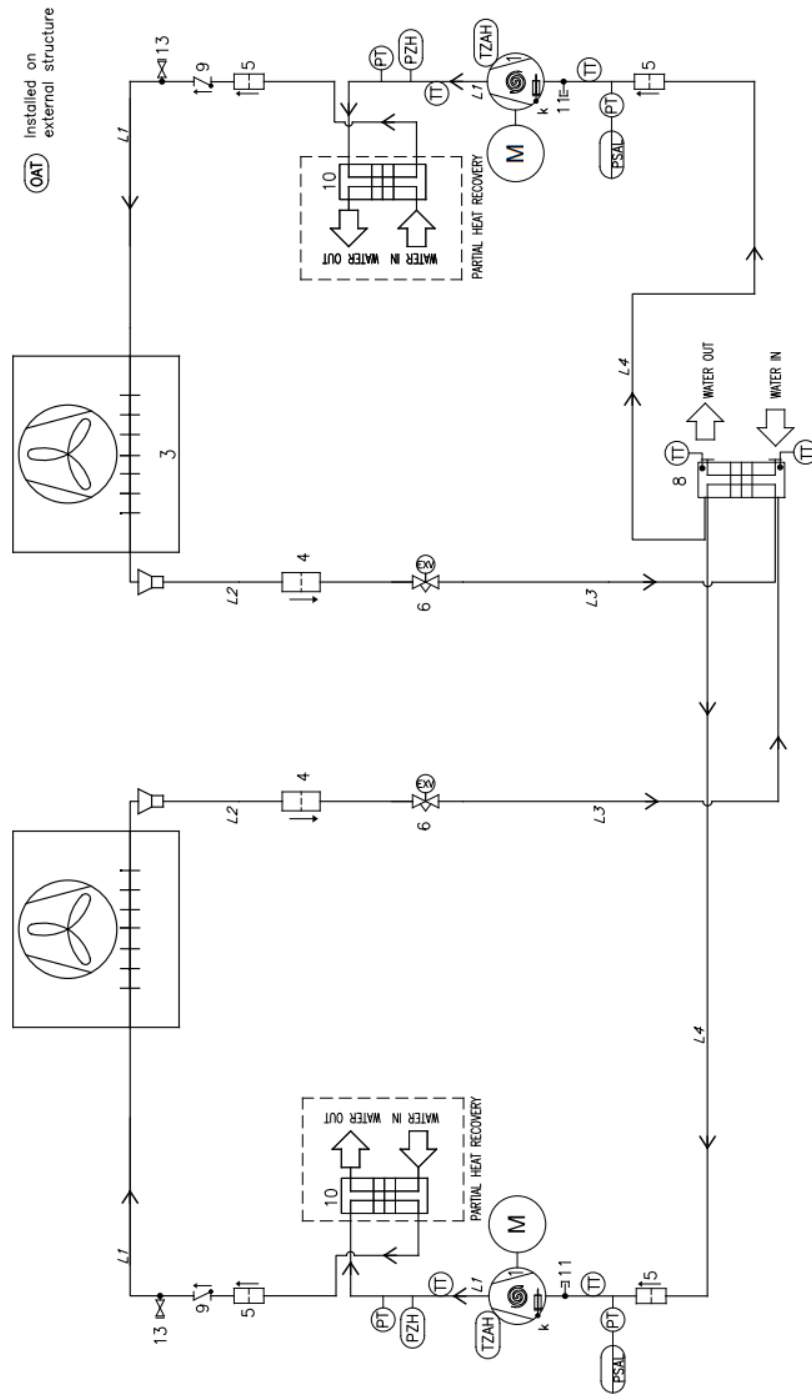 OAT
Installed on
external structure
13
L1
9
5
PT
PZH
TT
TZAH
L1
1
k
M
11
TT
PT
PSAL
5
10
WATER OUT
WATER IN
PARTIAL HEAT RECOVERY
3
L2
4
EXV
6
L3
L4
TT
8
WATER OUT
WATER IN
TT
L2
4
EXV
6
L3
L4
L1
13
9
5
10
WATER OUT
WATER IN
PARTIAL HEAT RECOVERY
PT
PZH
TT
TZAH
L1
1
k
M
11
TT
PT
PSAL
5